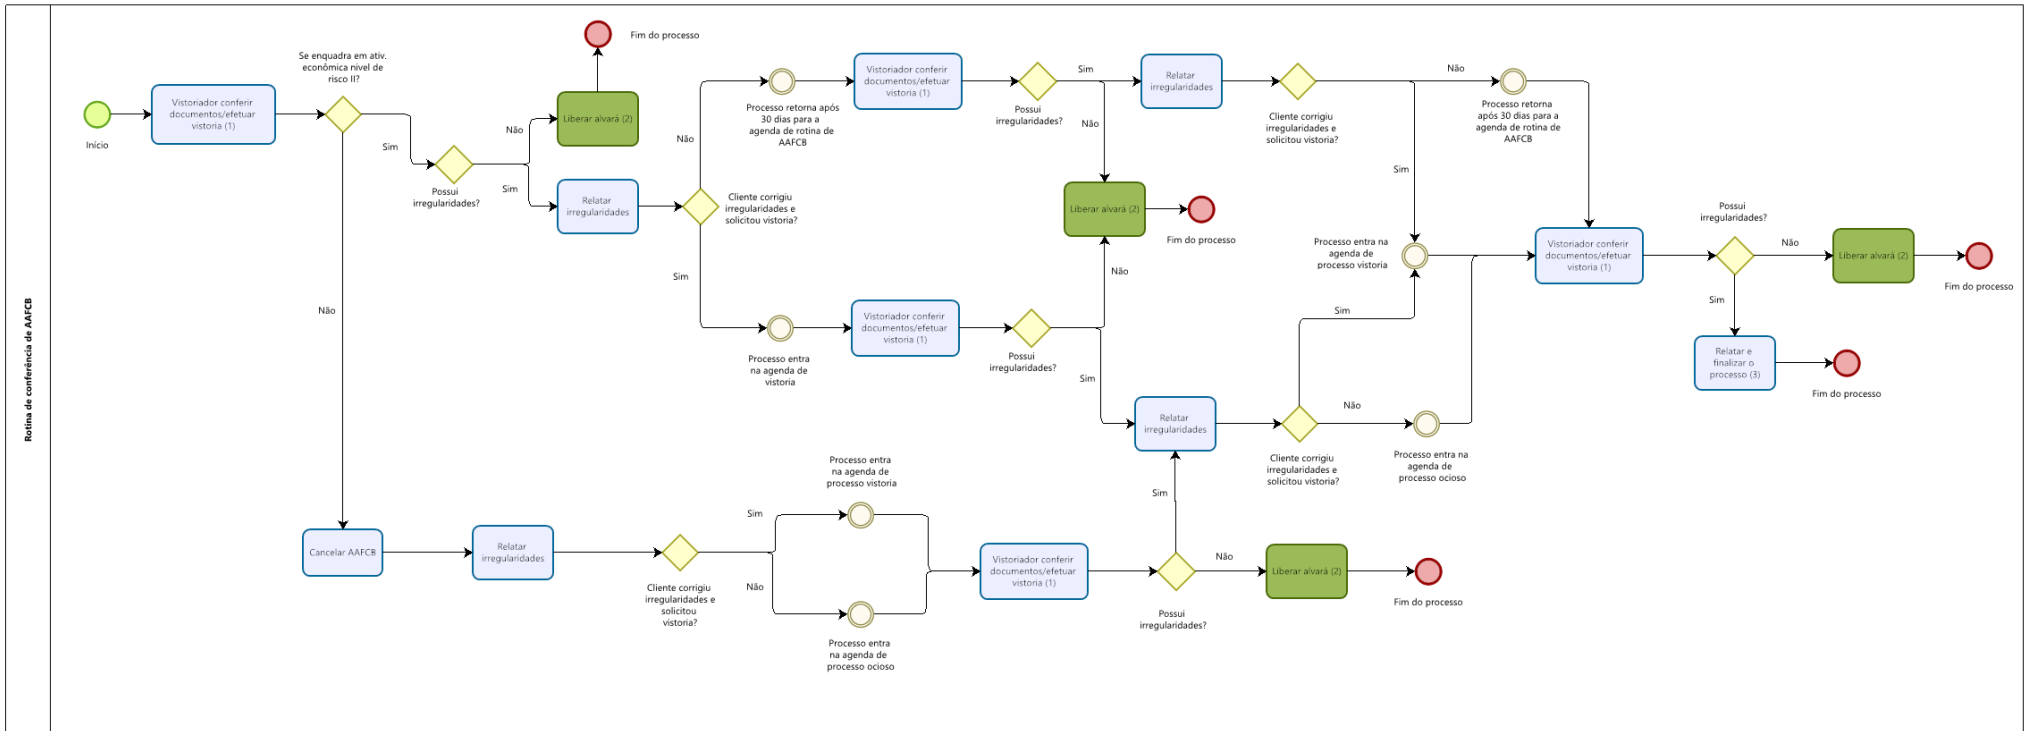 Rotina de conferência de AAFCB
Início
Vistoriador conferir
documentos/efetuar
vistoria (1)
Se enquadra em ativ.
econômica nivel de
risco II?
Sim
Não
Possui
irregularidades?
Não
Sim
Liberar alvará (2)
Fim do processo
Relatar
irregularidades
Cliente corrigiu
irregularidades e
solicitou vistoria?
Não
Sim
Processo retorna após
30 dias para a
agenda de rotina de
AAFCB
Vistoriador conferir
documentos/efetuar
vistoria (1)
Possui
irregularidades?
Sim
Não
Relatar
irregularidades
Cliente corrigiu
irregularidades e
solicitou vistoria?
Não
Sim
Processo retorna
após 30 dias para a
agenda de rotina de
AAFCB
Liberar alvará (2)
Fim do processo
Processo entra
na agenda de
vistoria
Vistoriador conferir
documentos/efetuar
vistoria (1)
Possui
irregularidades?
Não
Sim
Relatar
irregularidades
Cliente corrigiu
irregularidades e
solicitou vistoria?
Sim
Não
Processo entra na
agenda de
processo vistoria
Processo entra na
agenda de
processo ocioso
Vistoriador conferir
documentos/efetuar
vistoria (1)
Possui
irregularidades?
Não
Sim
Liberar alvará (2)
Fim do processo
Relatar e
finalizar o
processo (3)
Fim do processo
Cancelar AAFCB
Relatar
irregularidades
Cliente corrigiu
irregularidades e
solicitou
vistoria?
Sim
Não
Processo entra
na agenda de
processo vistoria
Processo entra
na agenda de
processo ocioso
Vistoriador conferir
documentos/efetuar
vistoria (1)
Possui
irregularidades?
Sim
Não
Liberar alvará (2)
Fim do processo